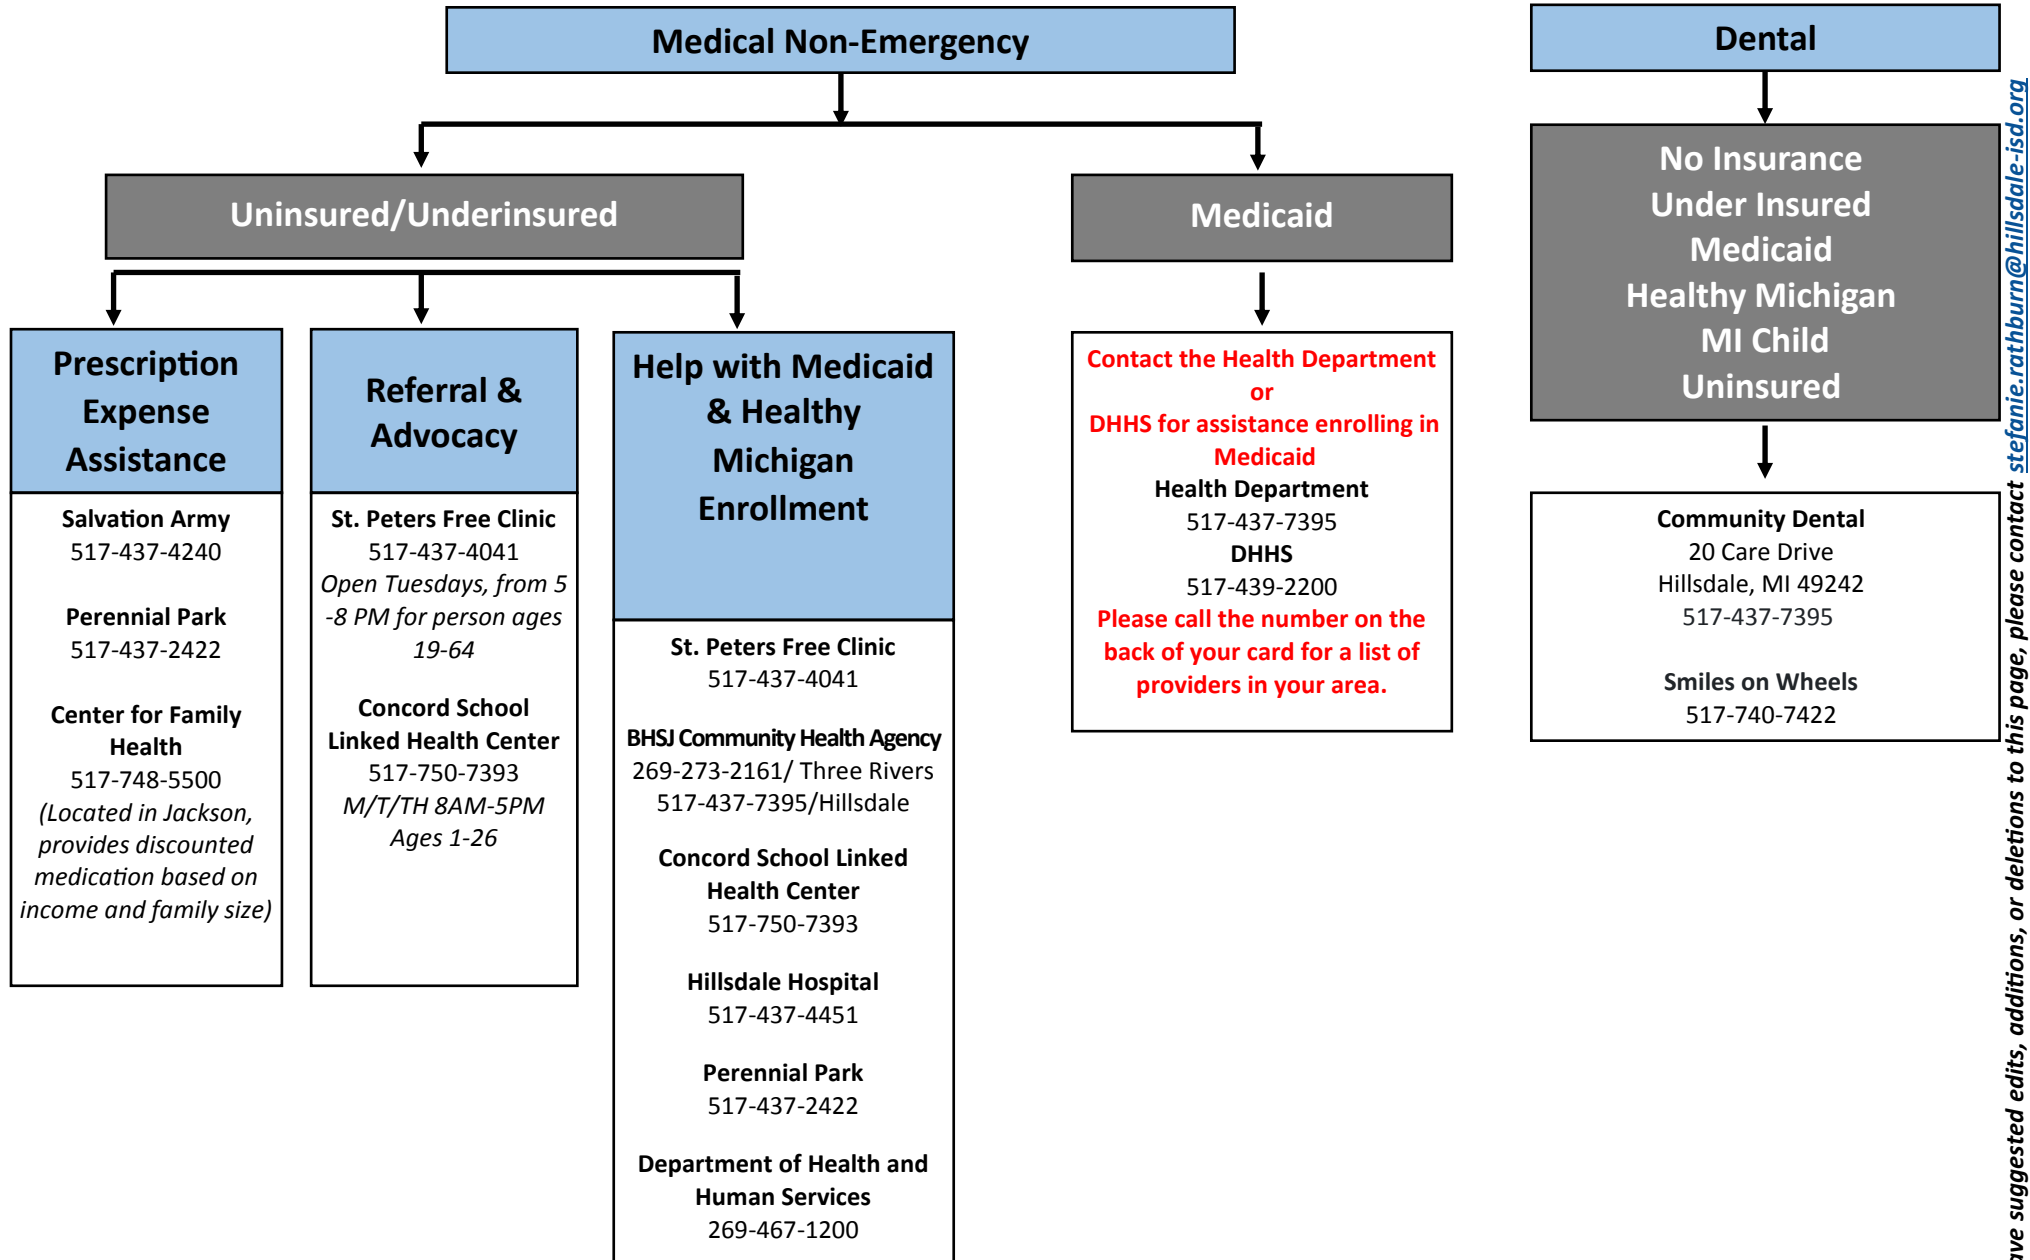 Medical Non-Emergency
Uninsured/Underinsured
Prescription
Expense
Assistance
Salvation Army
517-437-4240
Perennial Park
517-437-2422
Center for Family
Health
517-748-5500
(Located in Jackson,
provides discounted
medication based on
income and family size)
Referral &
Advocacy
St. Peters Free Clinic
517-437-4041
Open Tuesdays, from 5
-8 PM for person ages
19-64
Concord School
Linked Health Center
517-750-7393
M/T/TH 8AM-5PM
Ages 1-26
Help with Medicaid
& Healthy
Michigan
Enrollment
St. Peters Free Clinic
517-437-4041
BHSJ Community Health Agency
269-273-2161/ Three Rivers
517-437-7395/Hillsdale
Concord School Linked
Health Center
517-750-7393
Hillsdale Hospital
517-437-4451
Perennial Park
517-437-2422
Department of Health and
Human Services
269-467-1200
Medicaid
Contact the Health Department
or
DHHS for assistance enrolling in
Medicaid
Health Department
517-437-7395
DHHS
517-439-2200
Please call the number on the
back of your card for a list of
providers in your area.
Dental
No Insurance
Under Insured
Medicaid
Healthy Michigan
MI Child
Uninsured
Community Dental
20 Care Drive
Hillsdale, MI 49242
517-437-7395
Smiles on Wheels
517-740-7422
suggested edits, additions, or deletions to this page, please contact stefanie.rathburn@hillsdale-isd.org